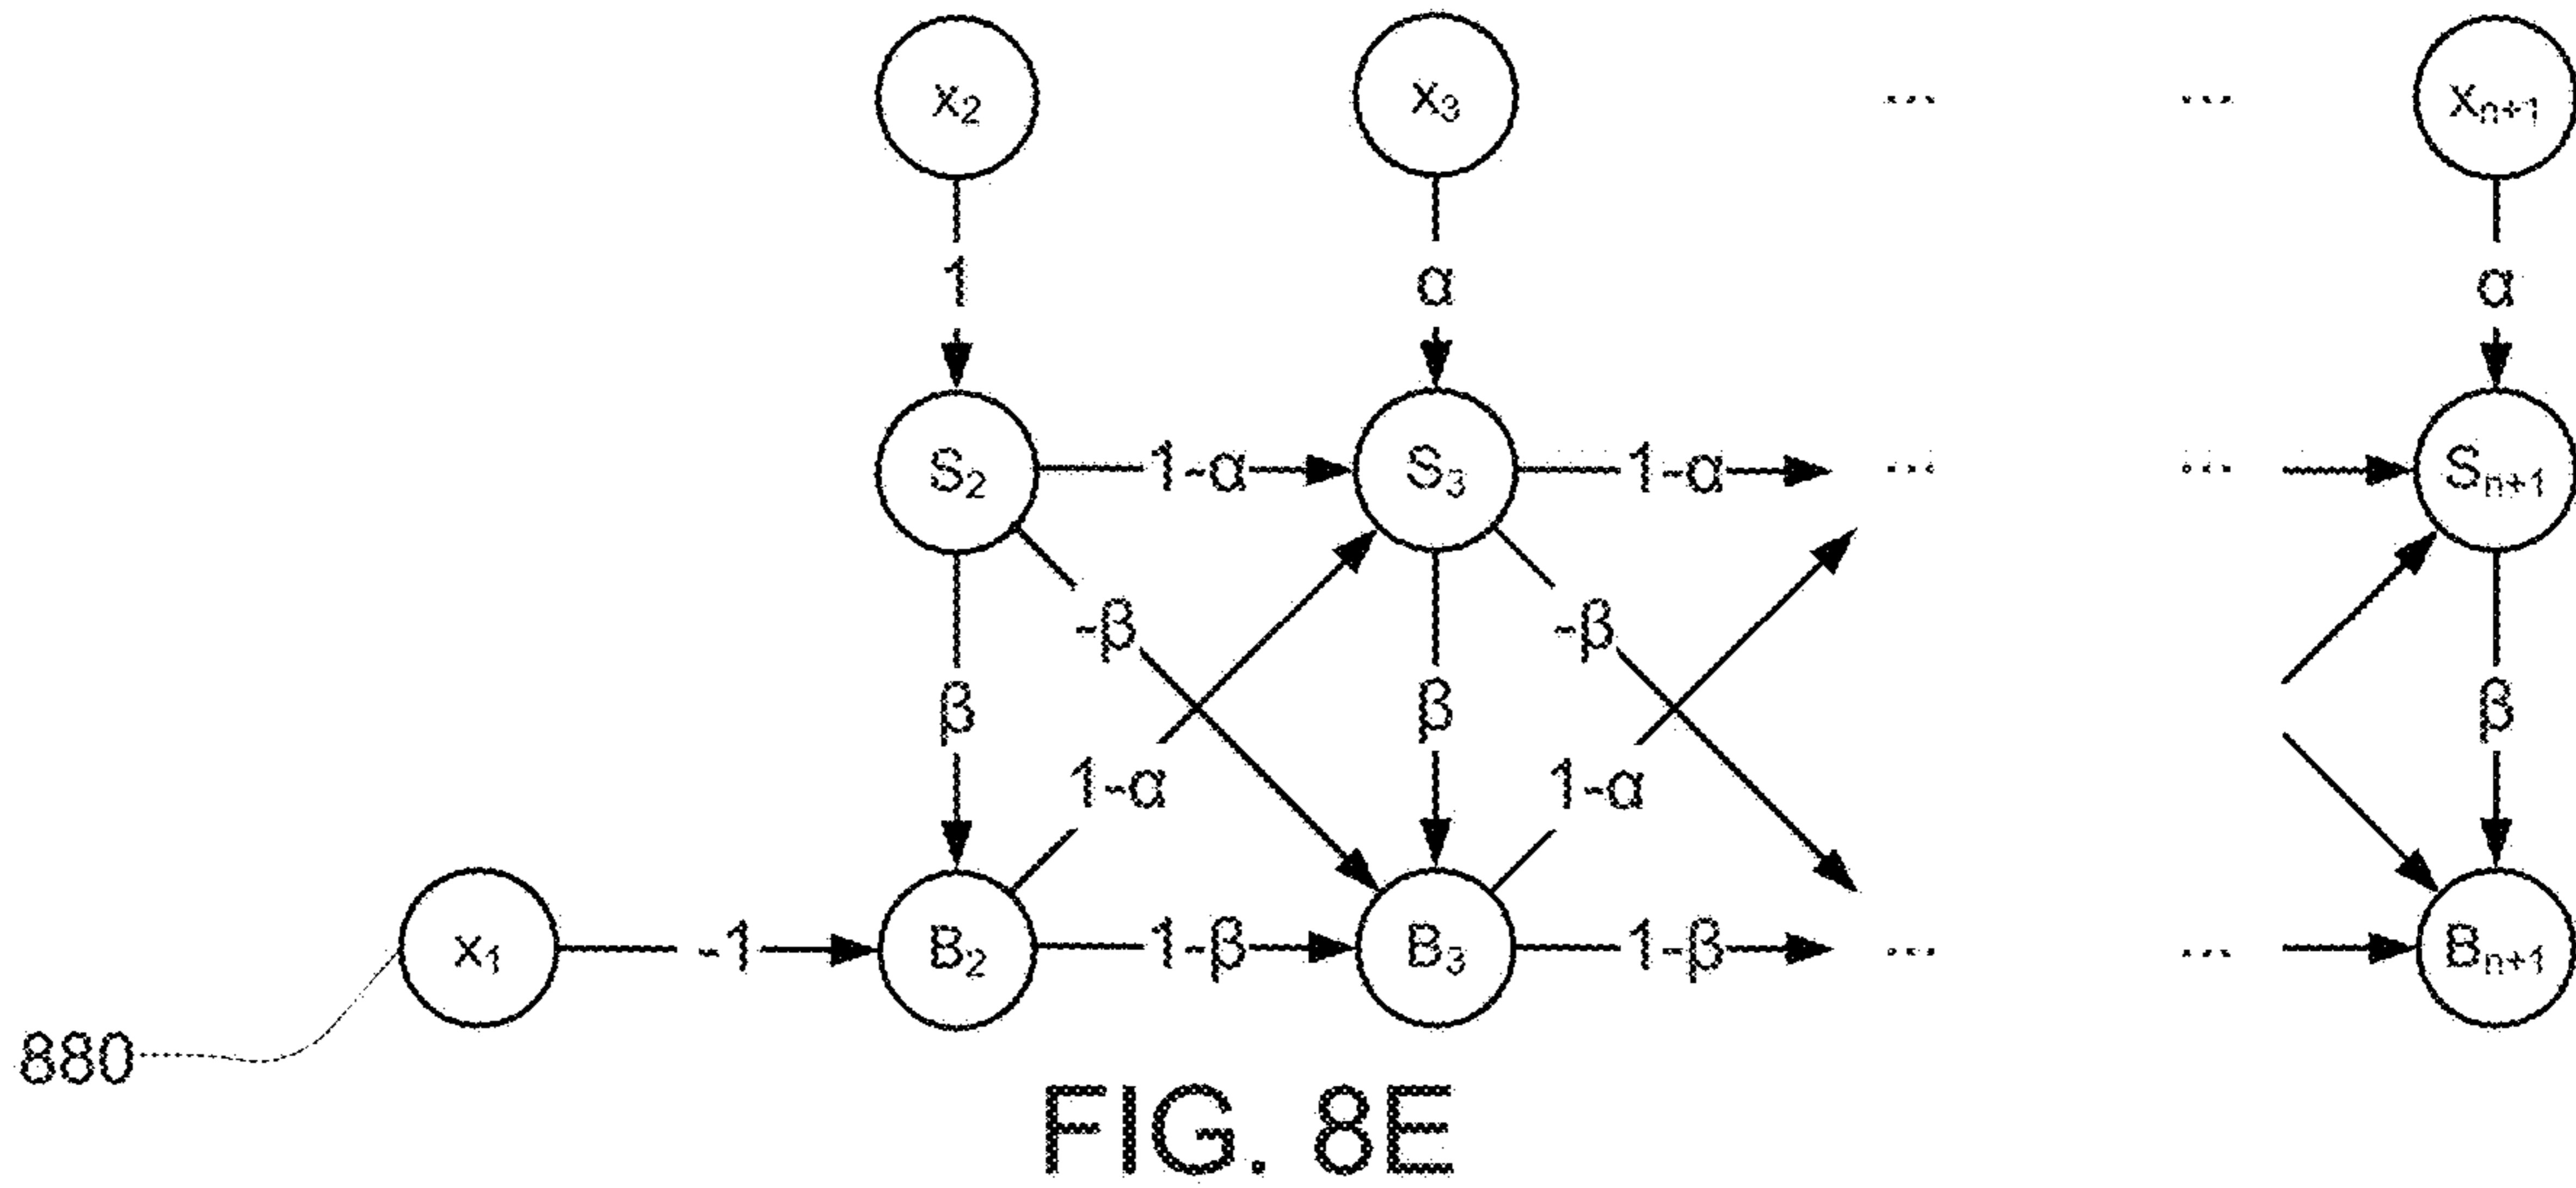 x₂ x₃ ... ... xₙ₊₁
1 α α
S₂ 1-α S₃ 1-α ... ... Sₙ₊₁
-β -β
β β β
1-α 1-α
x₁ -1 B₂ 1-β B₃ 1-β ... ... Bₙ₊₁
880
FIG. 8E